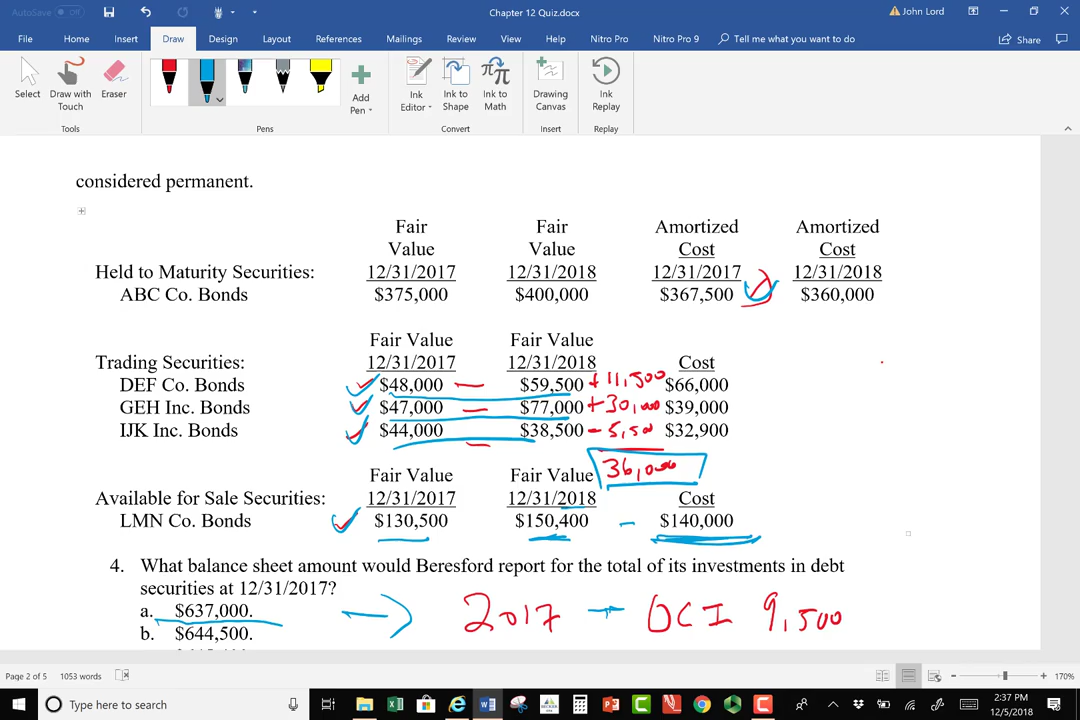 AutoSave Off
Chapter 12 Quiz.docx
John Lord
File Home Insert Draw Design Layout References Mailings Review View Help Nitro Pro Nitro Pro 9 Tell me what you want to do Share
Select Draw with Touch Eraser Add Pen Ink Editor Ink to Shape Ink to Math Drawing Canvas Ink Replay
Tools Pens Convert Insert Replay
considered permanent.
Fair Fair Amortized Amortized
Value Value Cost Cost
Held to Maturity Securities: 12/31/2017 12/31/2018 12/31/2017 12/31/2018
ABC Co. Bonds $375,000 $400,000 $367,500 $360,000
Fair Value Fair Value
Trading Securities: 12/31/2017 12/31/2018 Cost
DEF Co. Bonds $48,000 — $59,500 +11,500 $66,000
GEH Inc. Bonds $47,000 — $77,000 +30,000 $39,000
IJK Inc. Bonds $44,000 — $38,500 -5,500 $32,900
Fair Value Fair Value 36,000
Available for Sale Securities: 12/31/2017 12/31/2018 Cost
LMN Co. Bonds $130,500 $150,400 - $140,000
4. What balance sheet amount would Beresford report for the total of its investments in debt
securities at 12/31/2017?
a. $637,000. 2017 OCI 9,500
b. $644,500.
Page 2 of 5 1053 words 170%
Type here to search
2:37 PM
12/5/2018